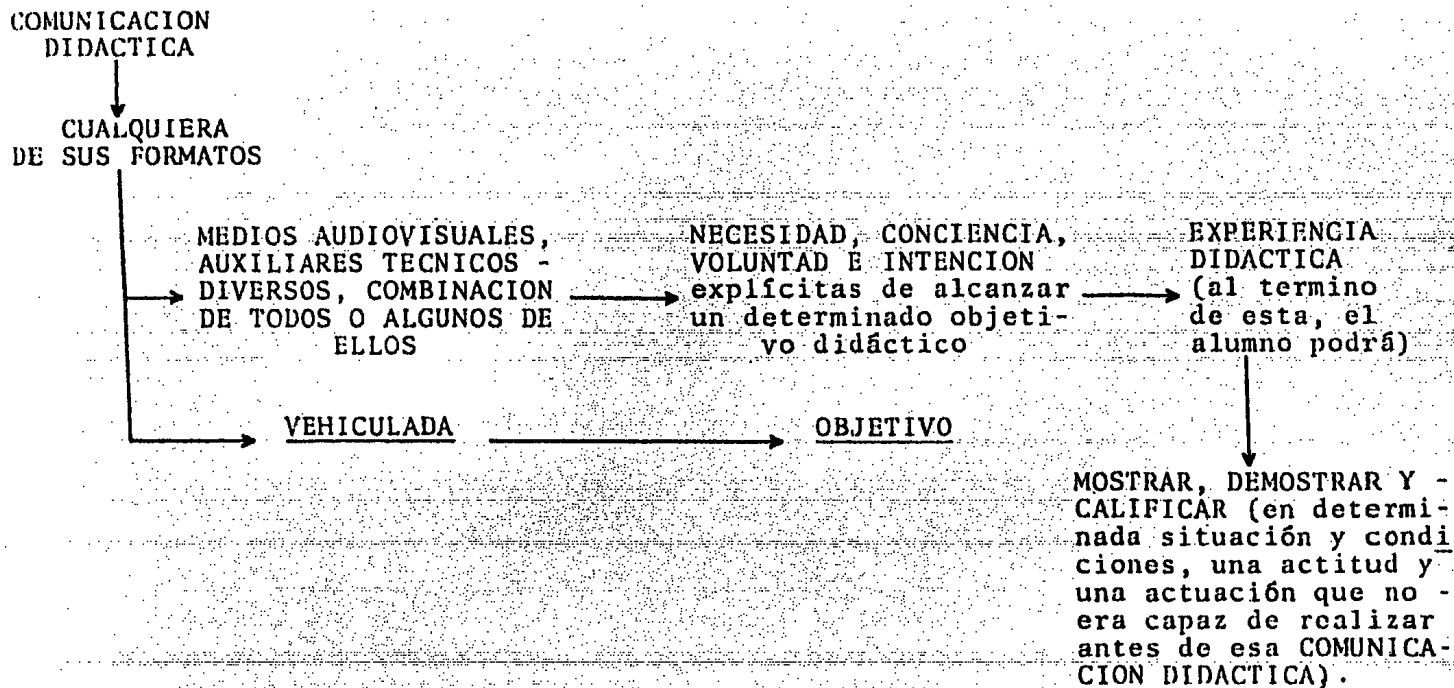 COMUNICACION
DIDACTICA
CUALQUIERA
DE SUS FORMATOS
MEDIOS AUDIOVISUALES,
AUXILIARES TECNICOS -
DIVERSOS, COMBINACION
DE TODOS O ALGUNOS DE
ELLOS
NECESIDAD, CONCIENCIA,
VOLUNTAD E INTENCION
explícitas de alcanzar
un determinado objeti-
vo didáctico
EXPERIENCIA
DIDACTICA
(al termino
de esta, el
alumno podrá)
VEHICULADA
OBJETIVO
MOSTRAR, DEMOSTRAR Y -
CALIFICAR (en determi-
nada situación y condi
ciones, una actitud y
una actuación que no -
era capaz de realizar
antes de esa COMUNICA-
CION DIDACTICA).